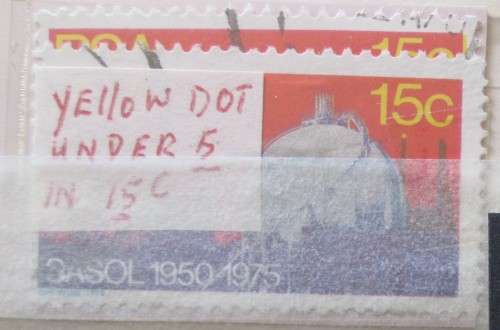 RSA 15c
15c
YELLOW DOT
UNDER 5
IN 15c
SASOL 1950/1975